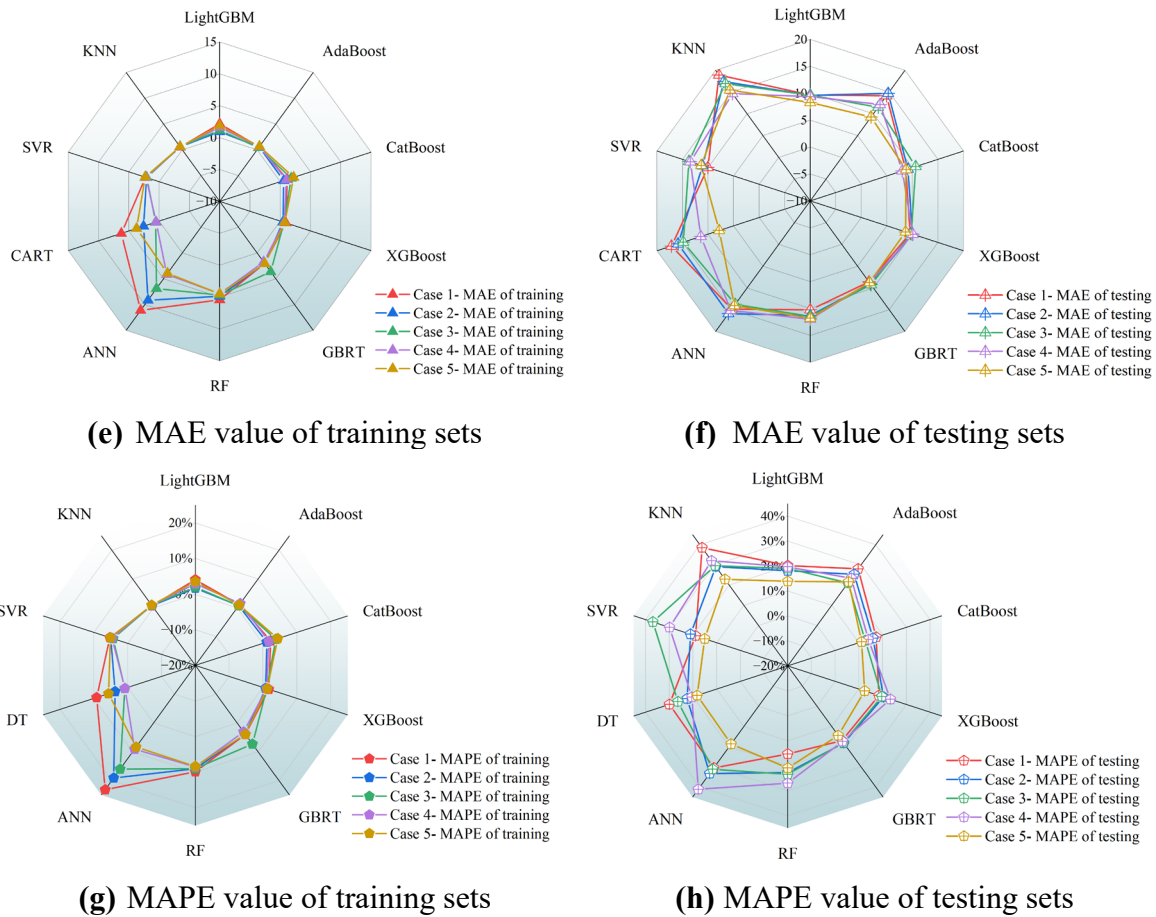 LightGBM
AdaBoost
CatBoost
XGBoost
GBRT
RF
ANN
CART
SVR
KNN
15
10
5
0
−5
−10
Case 1- MAE of training
Case 2- MAE of training
Case 3- MAE of training
Case 4- MAE of training
Case 5- MAE of training
(e) MAE value of training sets
LightGBM
AdaBoost
CatBoost
XGBoost
GBRT
RF
ANN
CART
SVR
KNN
20
15
10
5
0
−5
−10
Case 1- MAE of testing
Case 2- MAE of testing
Case 3- MAE of testing
Case 4- MAE of testing
Case 5- MAE of testing
(f) MAE value of testing sets
LightGBM
AdaBoost
CatBoost
XGBoost
GBRT
RF
ANN
DT
SVR
KNN
20%
10%
0%
−10%
−20%
Case 1- MAPE of training
Case 2- MAPE of training
Case 3- MAPE of training
Case 4- MAPE of training
Case 5- MAPE of training
(g) MAPE value of training sets
LightGBM
AdaBoost
CatBoost
XGBoost
GBRT
RF
ANN
DT
SVR
KNN
40%
30%
20%
10%
0%
−10%
−20%
Case 1- MAPE of testing
Case 2- MAPE of testing
Case 3- MAPE of testing
Case 4- MAPE of testing
Case 5- MAPE of testing
(h) MAPE value of testing sets